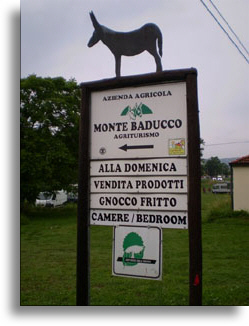 AZIENDA AGRICOLA
MONTE BADUCCO
AGRITURISMO
ALLA DOMENICA
VENDITA PRODOTTI
GNOCCO FRITTO
CAMERE / BEDROOM